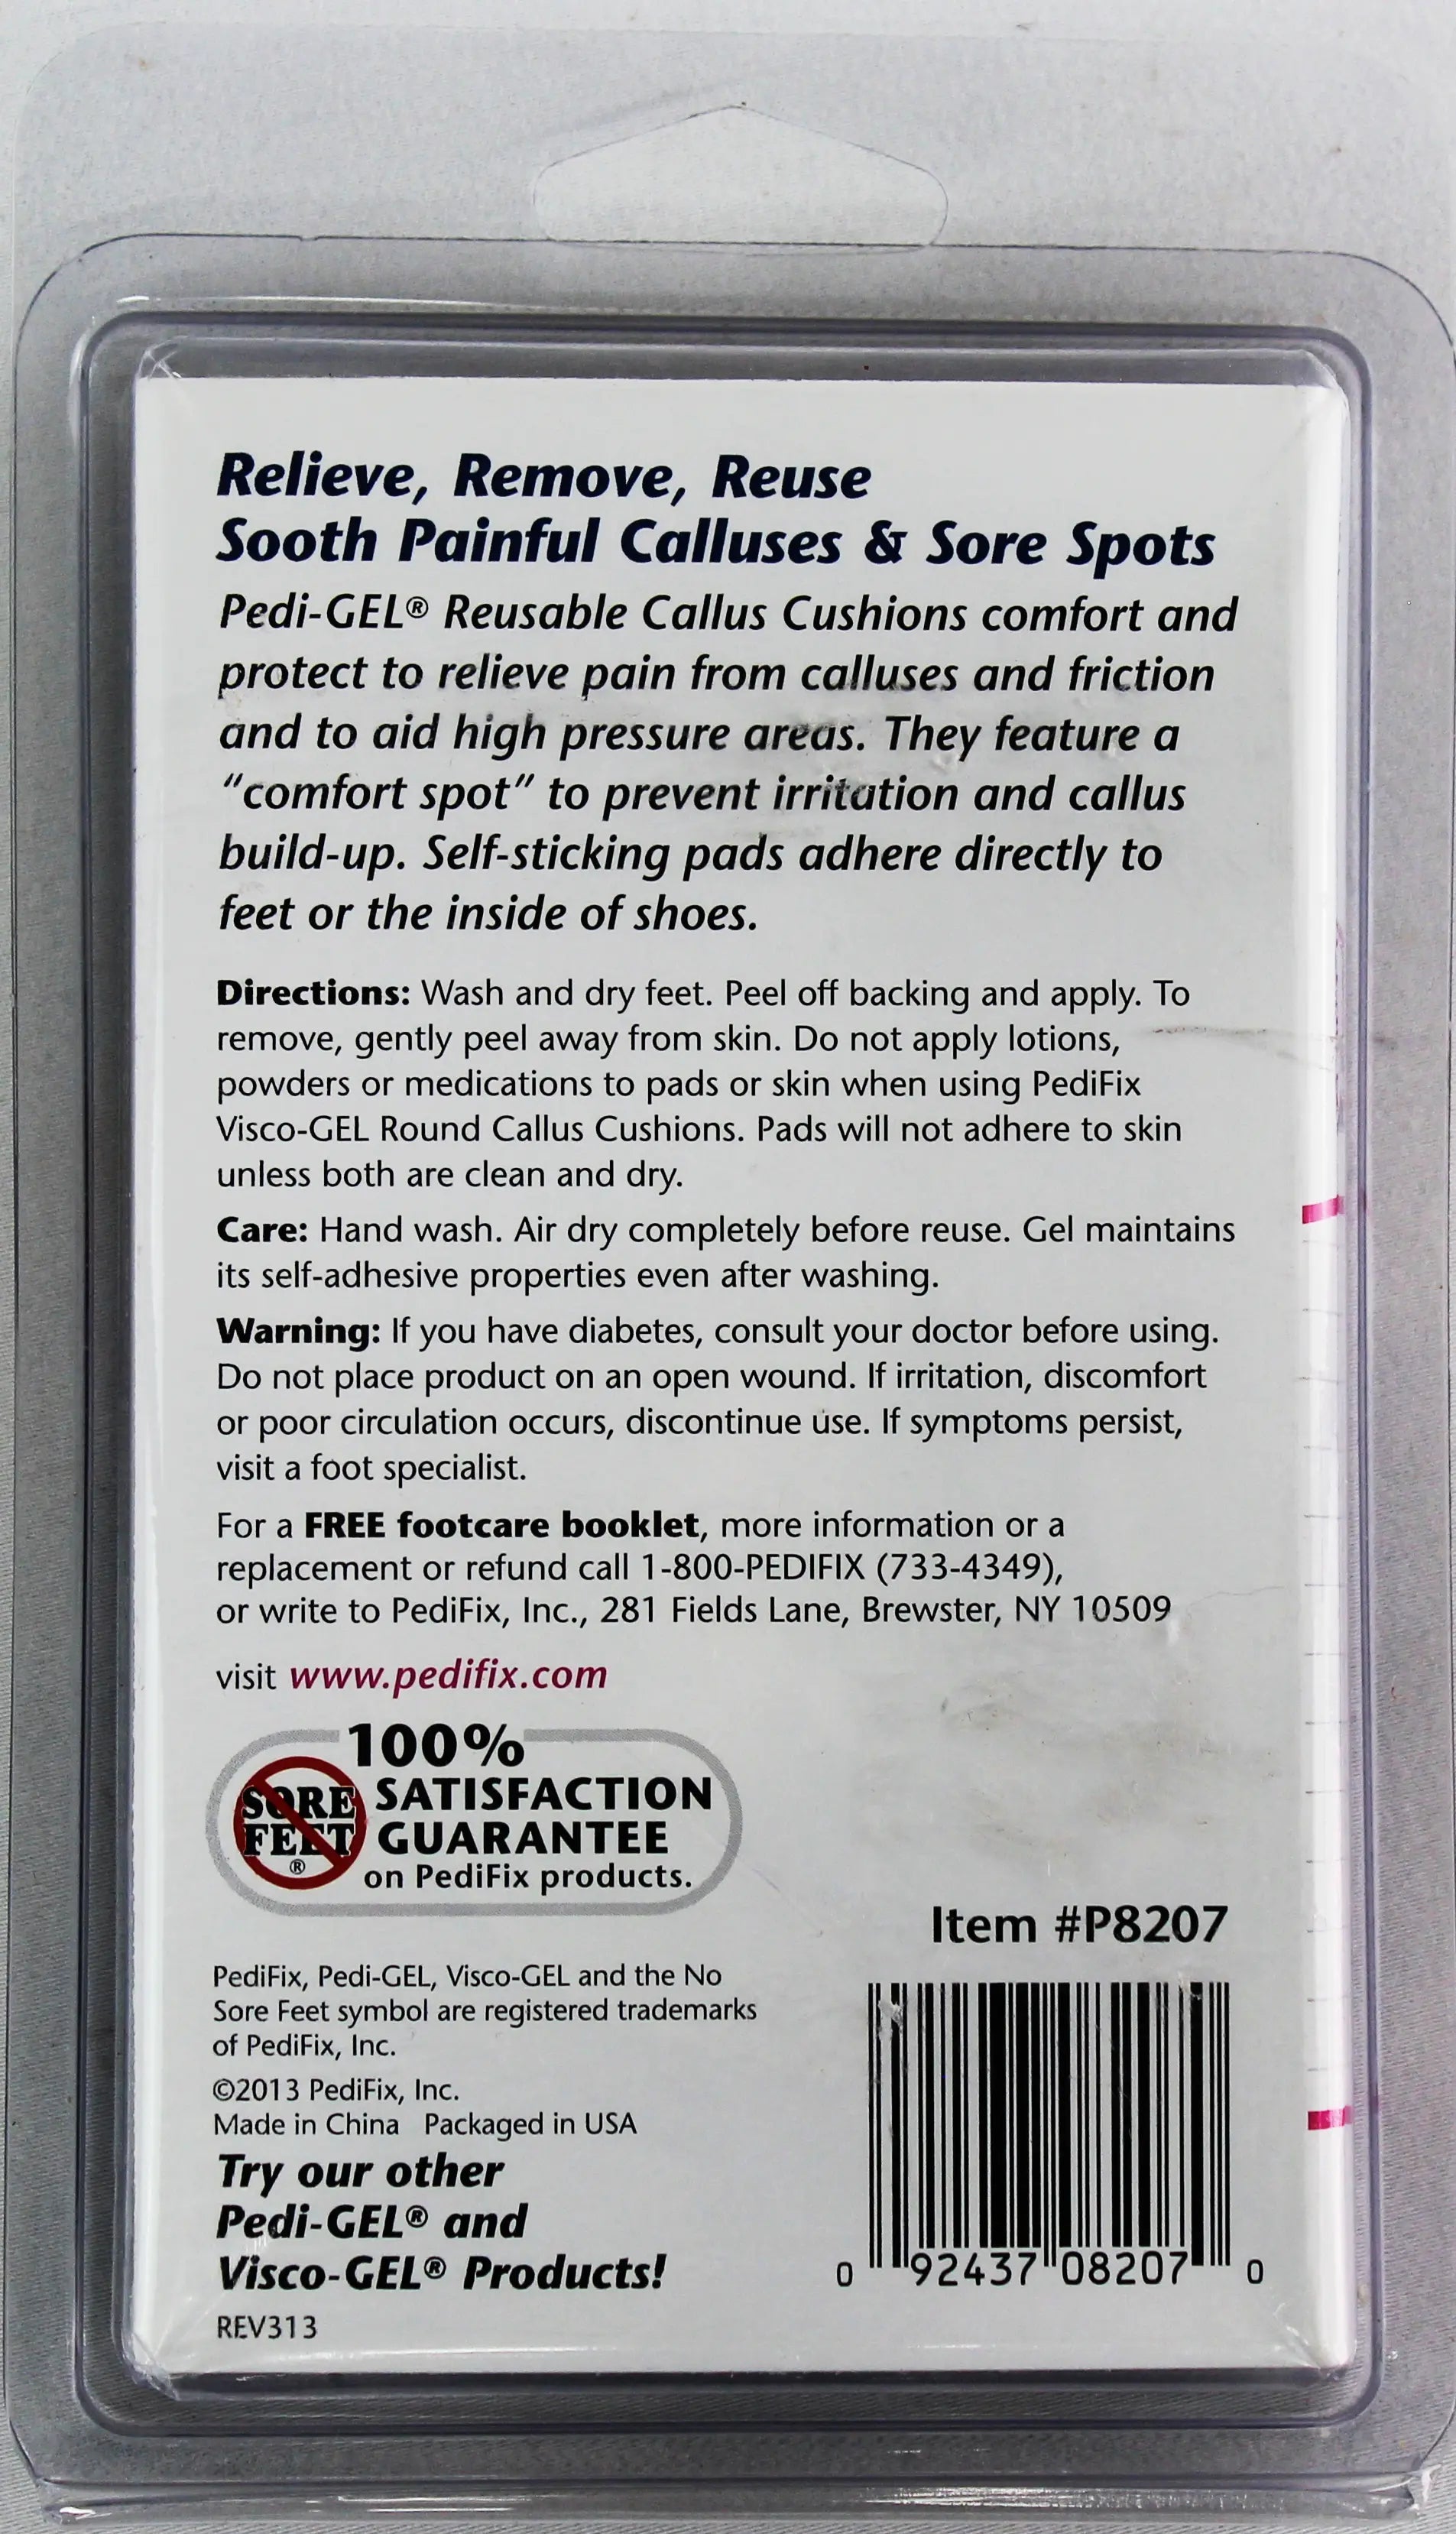 Relieve, Remove, Reuse
Sooth Painful Calluses & Sore Spots
Pedi-GEL® Reusable Callus Cushions comfort and
protect to relieve pain from calluses and friction
and to aid high pressure areas. They feature a
“comfort spot” to prevent irritation and callus
build-up. Self-sticking pads adhere directly to
feet or the inside of shoes.
Directions: Wash and dry feet. Peel off backing and apply. To
remove, gently peel away from skin. Do not apply lotions,
powders or medications to pads or skin when using PediFix
Visco-GEL Round Callus Cushions. Pads will not adhere to skin
unless both are clean and dry.
Care: Hand wash. Air dry completely before reuse. Gel maintains
its self-adhesive properties even after washing.
Warning: If you have diabetes, consult your doctor before using.
Do not place product on an open wound. If irritation, discomfort
or poor circulation occurs, discontinue use. If symptoms persist,
visit a foot specialist.
For a FREE footcare booklet, more information or a
replacement or refund call 1-800-PEDIFIX (733-4349),
or write to PediFix, Inc., 281 Fields Lane, Brewster, NY 10509
visit www.pedifix.com
100%
SATISFACTION
GUARANTEE
on PediFix products.
SORE
FEET
®
Item #P8207
PediFix, Pedi-GEL, Visco-GEL and the No
Sore Feet symbol are registered trademarks
of PediFix, Inc.
©2013 PediFix, Inc.
Made in China Packaged in USA
Try our other
Pedi-GEL® and
Visco-GEL® Products!
REV313
0 92437 08207 0